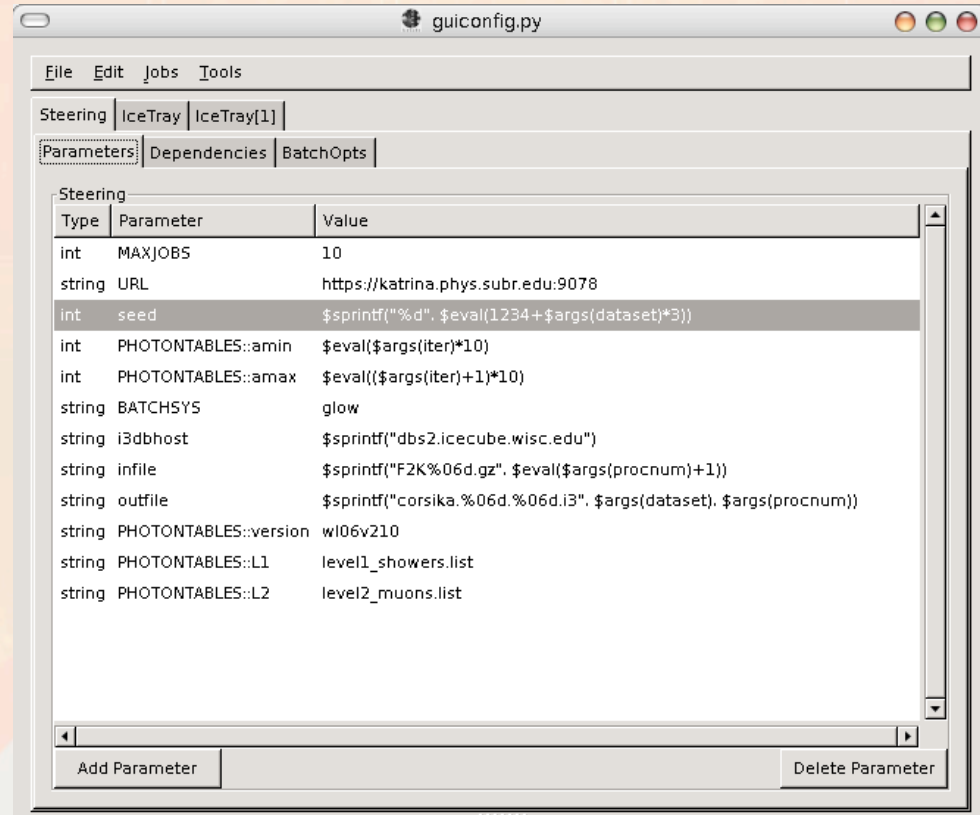 guiconfig.py
File Edit Jobs Tools
Steering IceTray IceTray[1]
Parameters Dependencies BatchOpts
Steering
Type Parameter Value
int MAXJOBS 10
string URL https://katrina.phys.subr.edu:9078
int seed $sprintf("%d", $eval(1234+$args(dataset)*3))
int PHOTONTABLES::amin $eval($args(iter)*10)
int PHOTONTABLES::amax $eval(($args(iter)+1)*10)
string BATCHSYS glow
string i3dbhost $sprintf("dbs2.icecube.wisc.edu")
string infile $sprintf("F2K%06d.gz", $eval($args(procnum)+1))
string outfile $sprintf("corsika.%06d.%06d.i3", $args(dataset), $args(procnum))
string PHOTONTABLES::version wl06v210
string PHOTONTABLES::L1 level1_showers.list
string PHOTONTABLES::L2 level2_muons.list
Add Parameter Delete Parameter